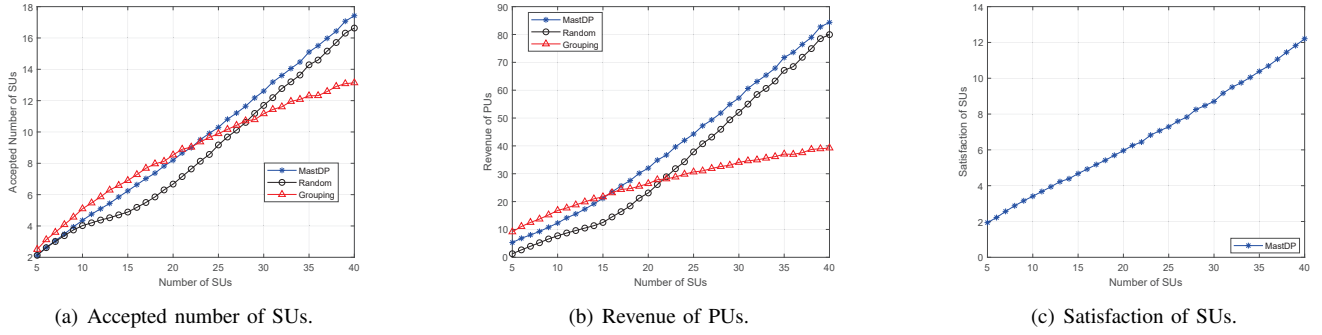 18
16
14
12
10
8
6
4
2
Accepted Number of SUs
MastDP
Random
Grouping
5 10 15 20 25 30 35 40
Number of SUs
(a) Accepted number of SUs.
90
80
70
60
50
40
30
20
10
0
Revenue of PUs
MastDP
Random
Grouping
5 10 15 20 25 30 35 40
Number of SUs
(b) Revenue of PUs.
14
12
10
8
6
4
2
0
Satisfaction of SUs
MastDP
5 10 15 20 25 30 35 40
Number of SUs
(c) Satisfaction of SUs.